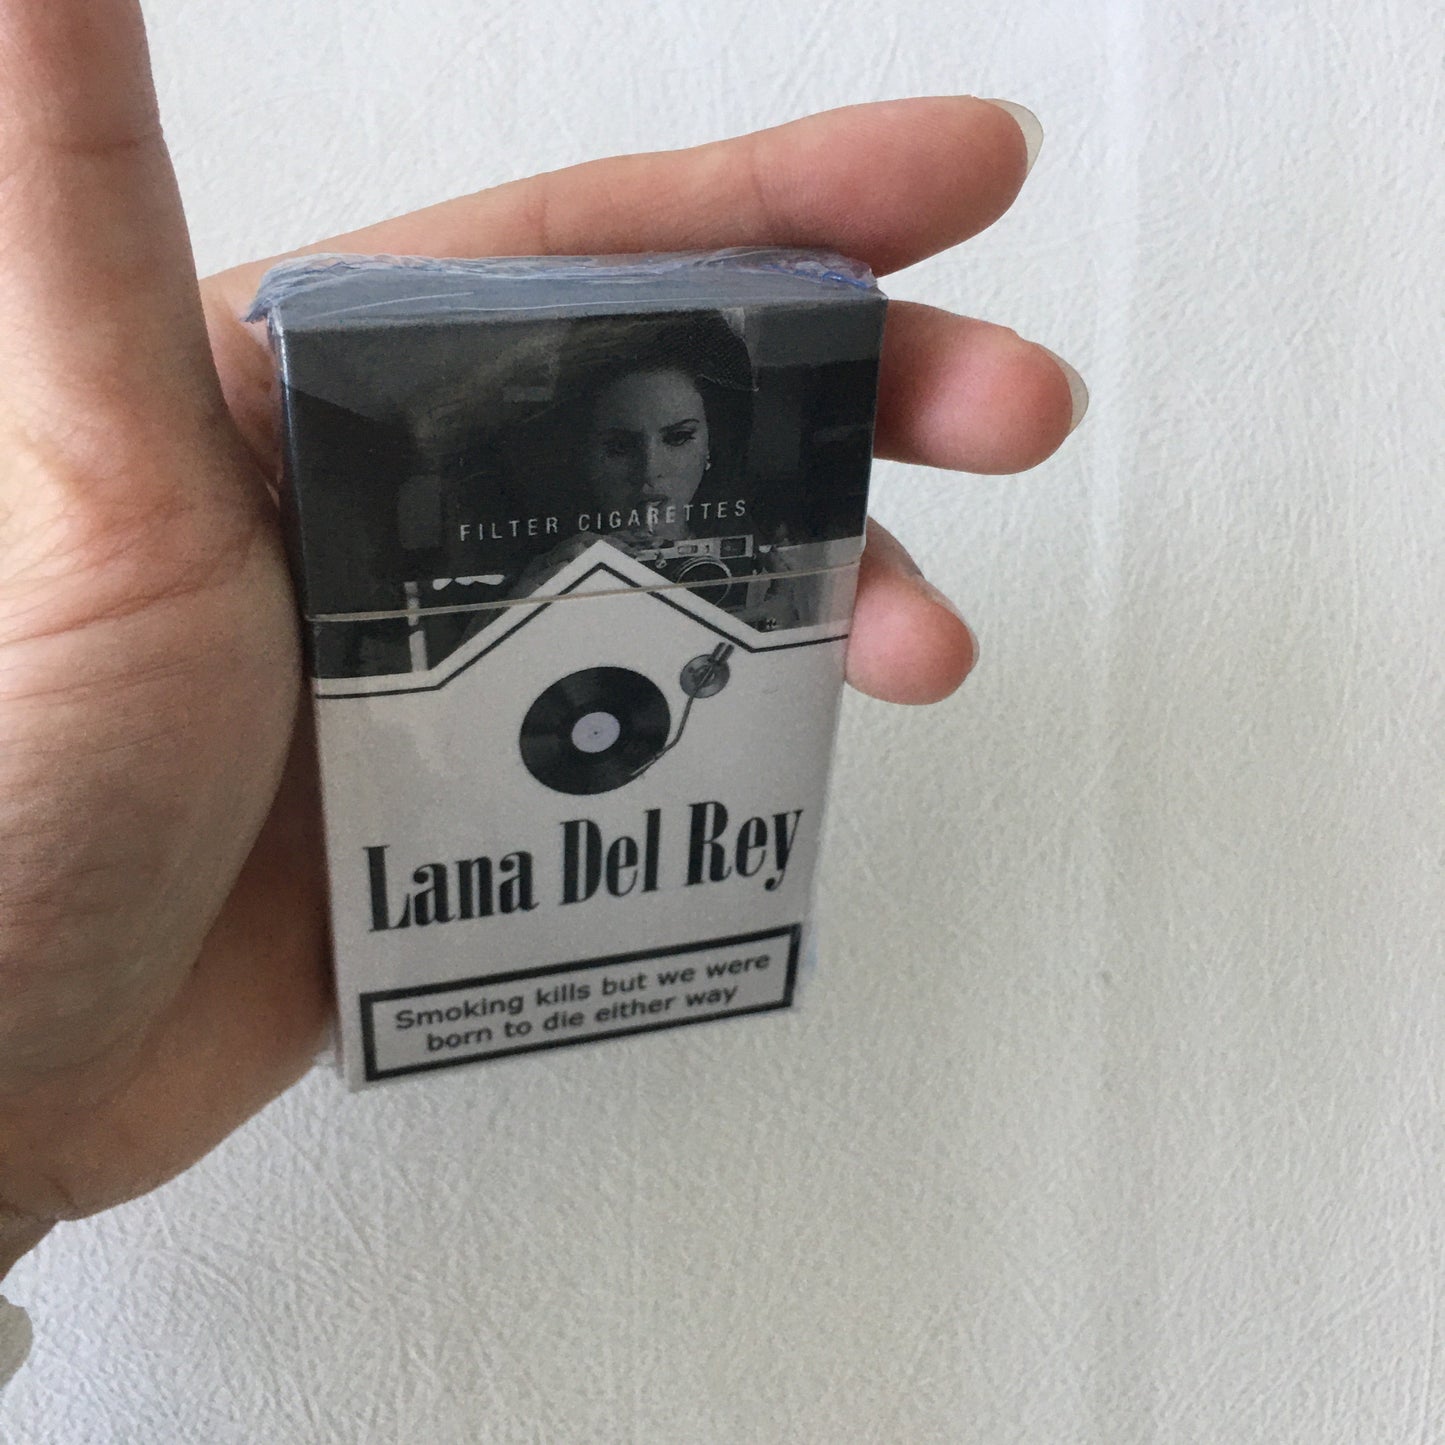 FILTER CIGARETTES
Lana Del Rey
Smoking kills but we were
born to die either way